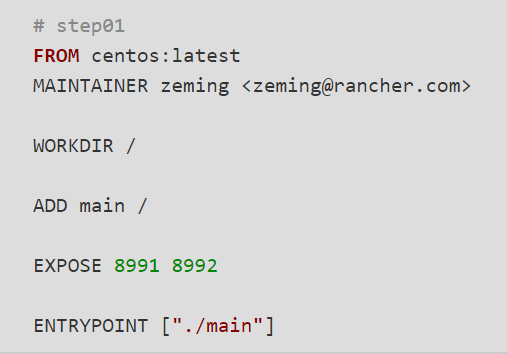 # step01
FROM centos:latest
MAINTAINER zeming <zeming@rancher.com>
WORKDIR /
ADD main /
EXPOSE 8991 8992
ENTRYPOINT ["./main"]